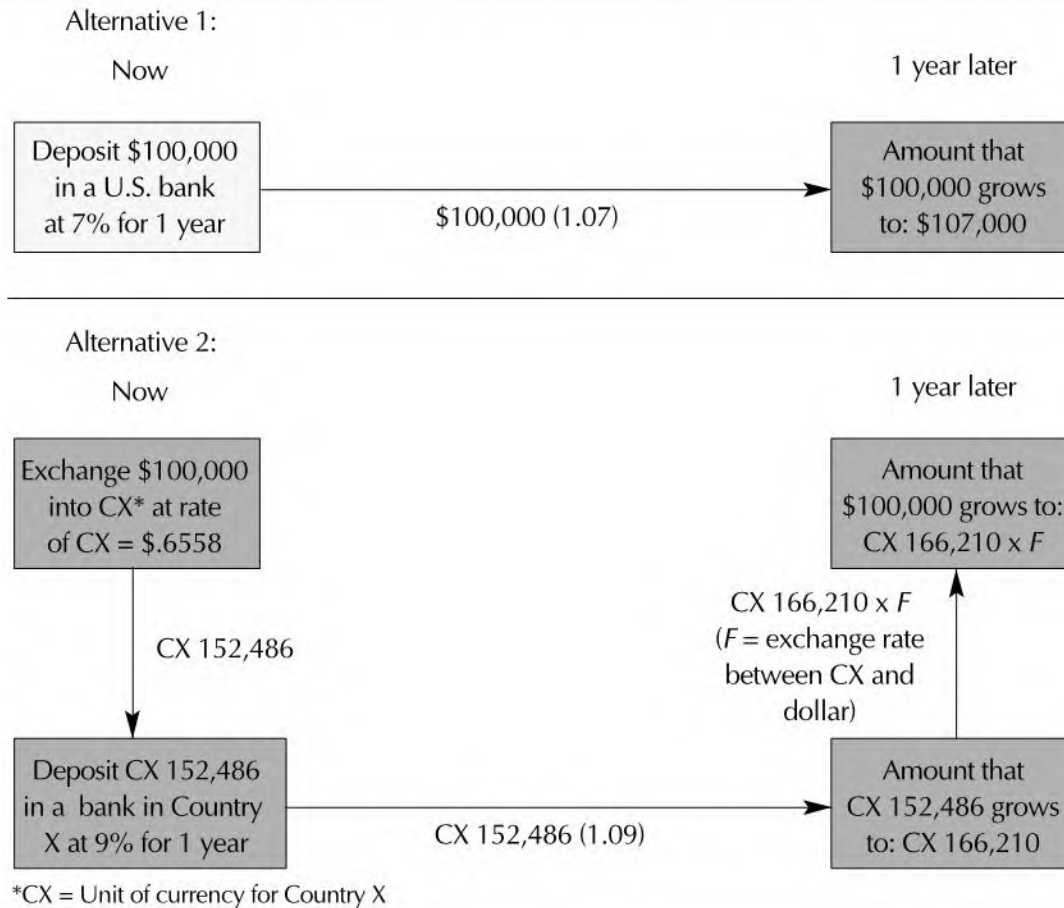 Alternative 1:
Now
1 year later
Deposit $100,000
in a U.S. bank
at 7% for 1 year
$100,000 (1.07)
Amount that
$100,000 grows
to: $107,000
Alternative 2:
Now
1 year later
Exchange $100,000
into CX* at rate
of CX = $.6558
Amount that
$100,000 grows to:
CX 166,210 x F
CX 152,486
CX 166,210 x F
(F = exchange rate
between CX and
dollar)
Deposit CX 152,486
in a bank in Country
X at 9% for 1 year
CX 152,486 (1.09)
Amount that
CX 152,486 grows
to: CX 166,210
*CX = Unit of currency for Country X